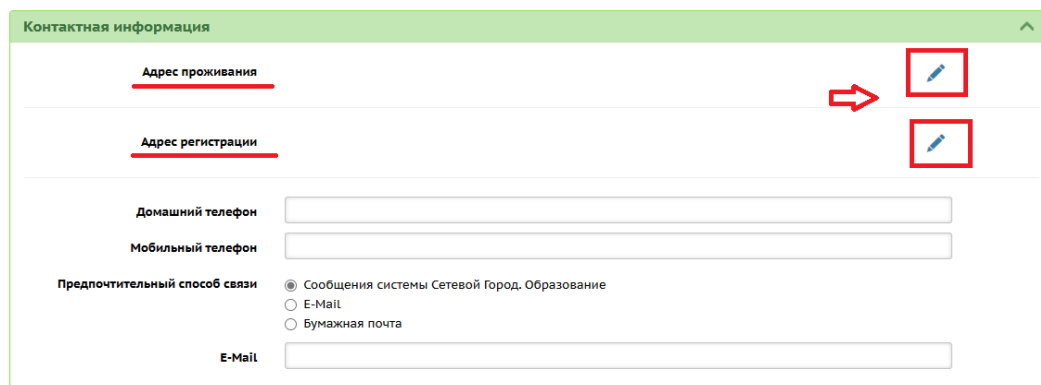 Контактная информация
Адрес проживания
Адрес регистрации
Домашний телефон
Мобильный телефон
Предпочтительный способ связи
Сообщения системы Сетевой Город. Образование
E-Mail
Бумажная почта
E-Mail